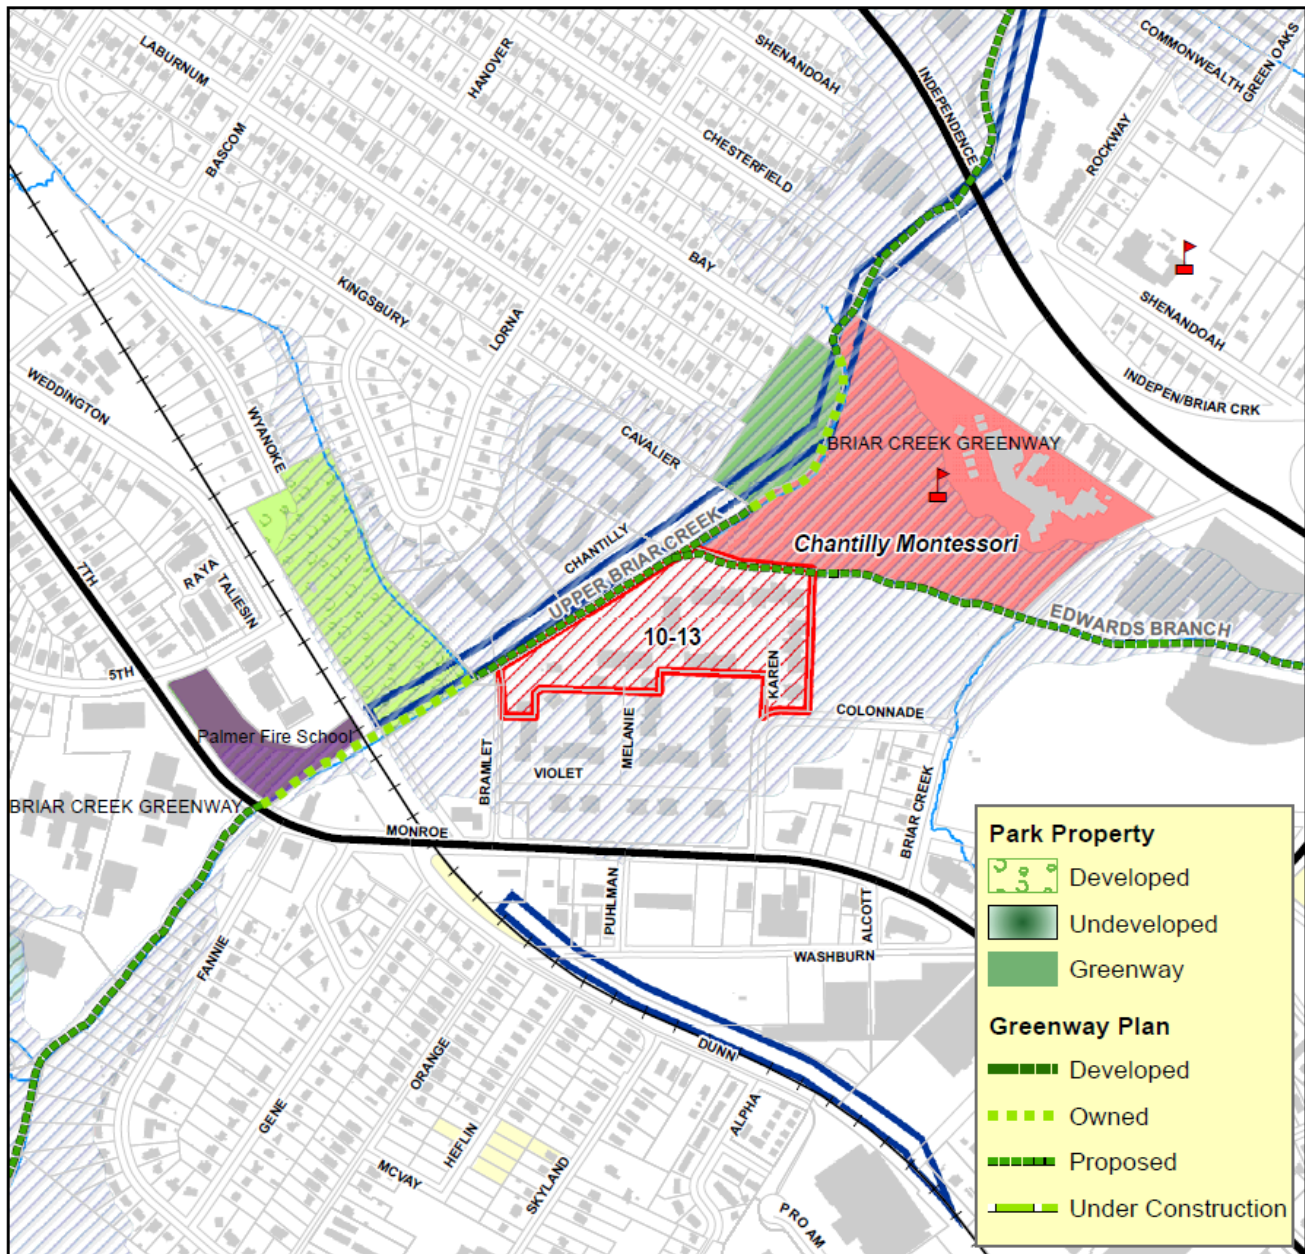 LABURNUM
HANOVER
SHENANDOAH
COMMONWEALTH
GREEN OAKS
INDEPENDENCE
BASCOM
CHESTERFIELD
ROCKWAY
BAY
KINGSBURY
LORNA
SHENANDOAH
INDEPEN/BRIAR CRK
WEDDINGTON
WYANOKE
CAVALIER
BRIAR CREEK GREENWAY
CHANTILLY
UPPER BRIAR CREEK
Chantilly Montessori
7TH
RAYA
TALIESIN
EDWARDS BRANCH
10-13
KAREN
5TH
COLONNADE
Palmer Fire School
MELANIE
BRAMLET
VIOLET
BRIAR CREEK
BRIAR CREEK GREENWAY
MONROE
PUHLMAN
ALCOTT
WASHBURN
FANNIE
DUNN
ORANGE
GENE
HEFLIN
ALPHA
MCVAY
SKYLAND
PRO AM
Park Property
Developed
Undeveloped
Greenway
Greenway Plan
Developed
Owned
Proposed
Under Construction